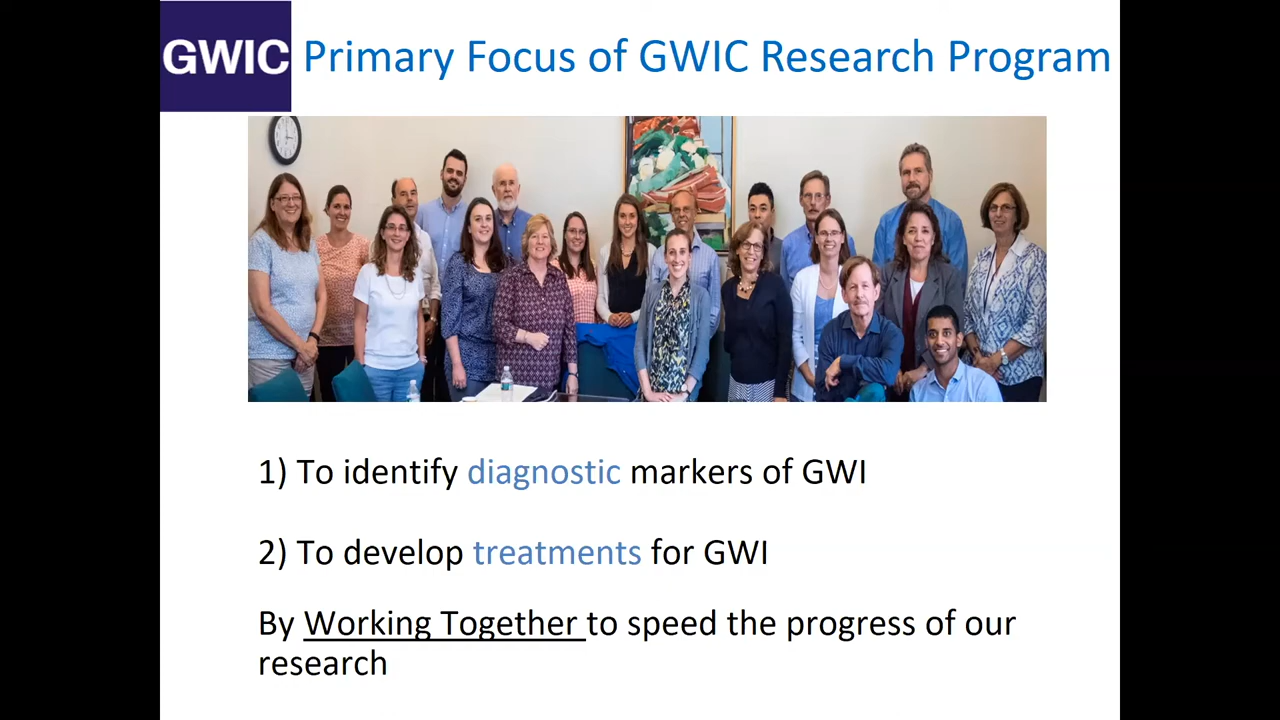 GWIC
Primary Focus of GWIC Research Program
1) To identify diagnostic markers of GWI
2) To develop treatments for GWI
By Working Together to speed the progress of our
research